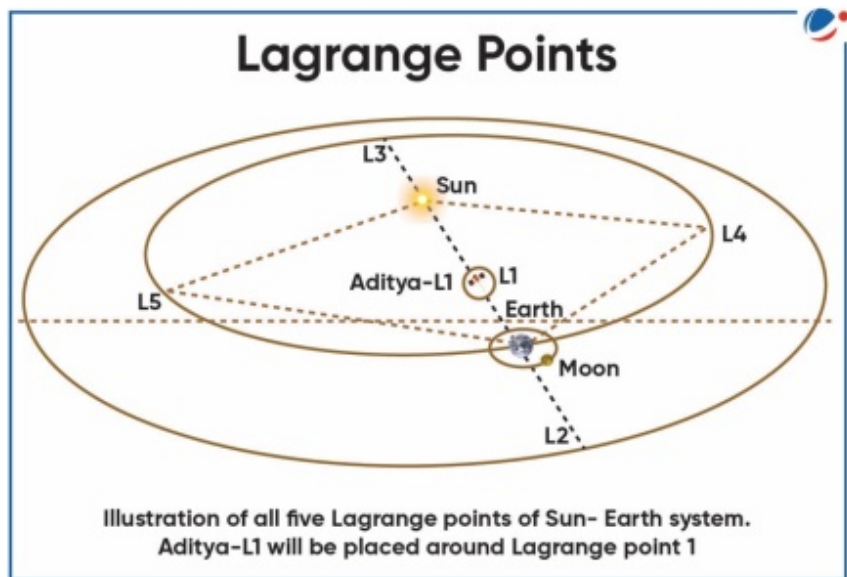 Lagrange Points
L3
Sun
L4
Aditya-L1
L1
L5
Earth
Moon
L2
Illustration of all five Lagrange points of Sun- Earth system.
Aditya-L1 will be placed around Lagrange point 1